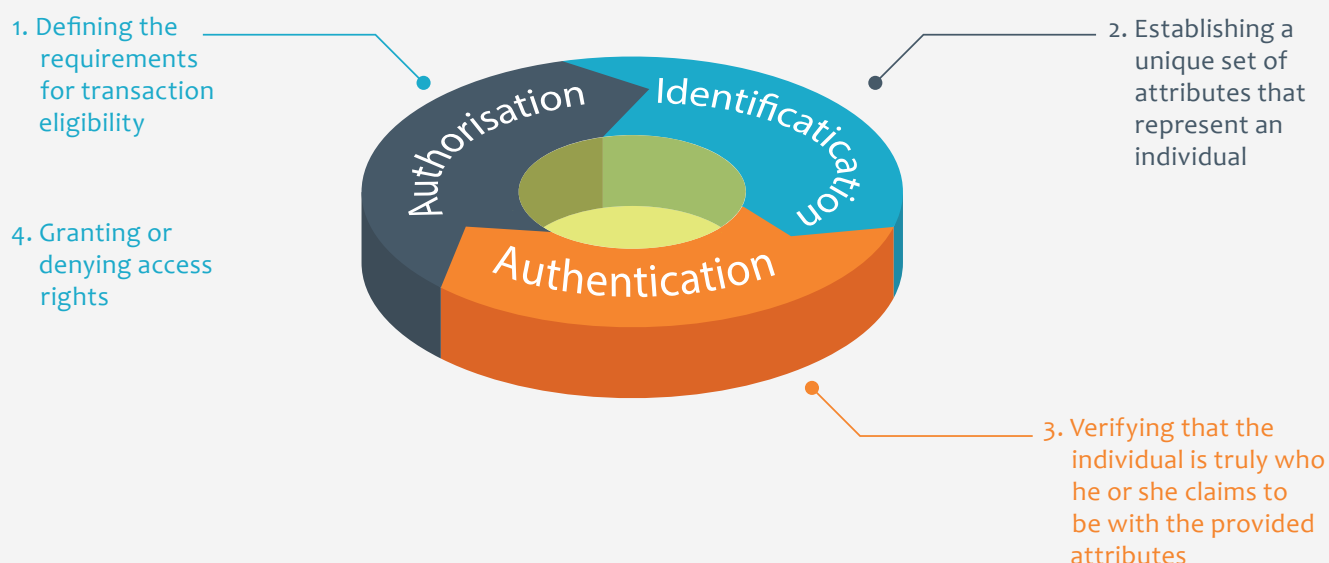 1. Defining the
requirements
for transaction
eligibility
2. Establishing a
unique set of
attributes that
represent an
individual
Authorisation
Identificatication
Authentication
4. Granting or
denying access
rights
3. Verifying that the
individual is truly who
he or she claims to
be with the provided
attributes